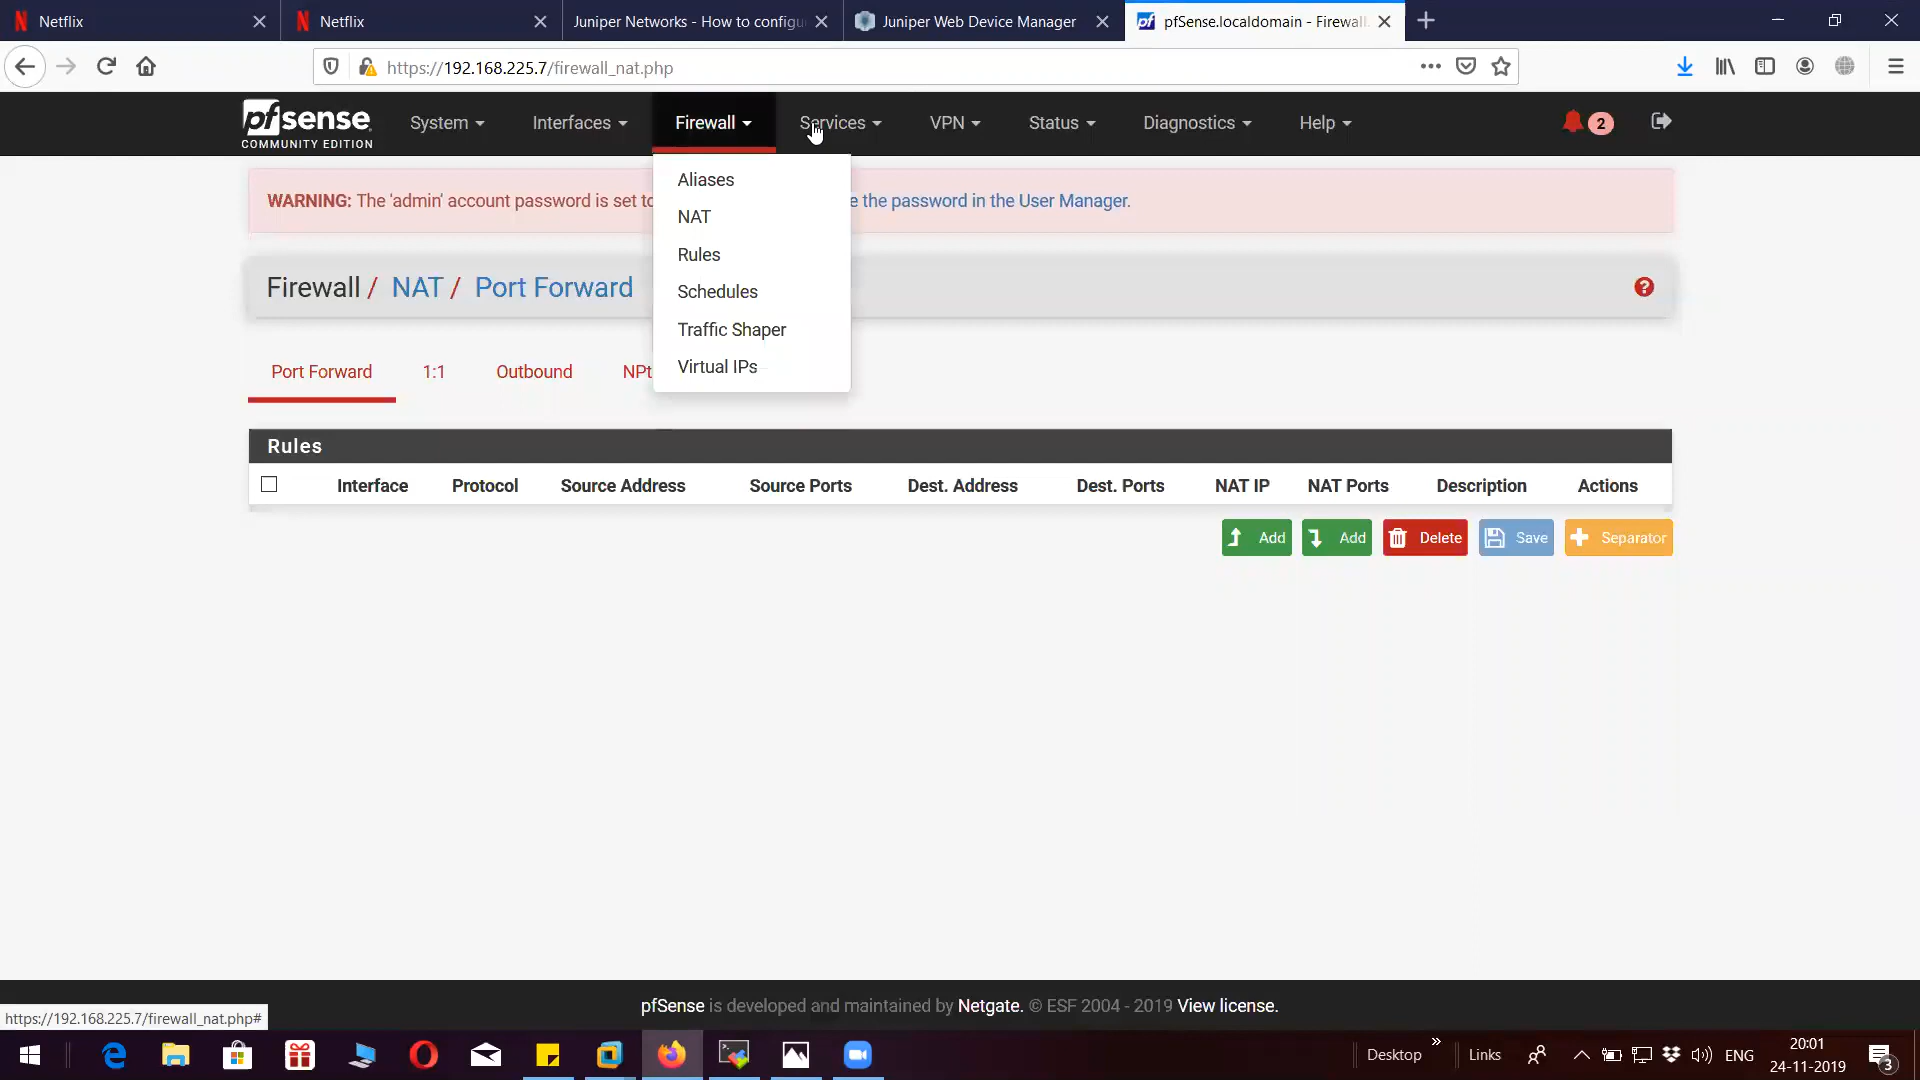 Netflix
Netflix
Juniper Networks - How to configu
Juniper Web Device Manager
pfSense.localdomain - Firewall
https://192.168.225.7/firewall_nat.php
pfsense
COMMUNITY EDITION
System
Interfaces
Firewall
Services
VPN
Status
Diagnostics
Help
2
Aliases
NAT
Rules
Schedules
Traffic Shaper
Virtual IPs
WARNING: The 'admin' account password is set to
e the password in the User Manager.
Firewall / NAT / Port Forward
?
Port Forward
1:1
Outbound
NPt
Rules
Interface Protocol Source Address Source Ports Dest. Address Dest. Ports NAT IP NAT Ports Description Actions
Add
Add
Delete
Save
Separator
pfSense is developed and maintained by Netgate. © ESF 2004 - 2019 View license.
https://192.168.225.7/firewall_nat.php#
Desktop
Links
ENG
20:01
24-11-2019
3